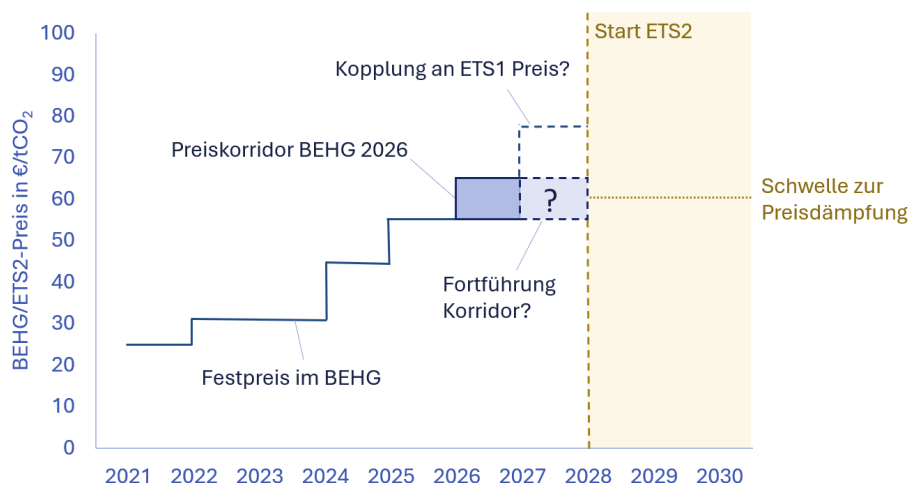 BEHG/ETS2-Preis in €/tCO₂
100
90
80
70
60
50
40
30
20
10
0
Start ETS2
Kopplung an ETS1 Preis?
Preiskorridor BEHG 2026
?
Schwelle zur
Preisdämpfung
Fortführung
Korridor?
Festpreis im BEHG
2021 2022 2023 2024 2025 2026 2027 2028 2029 2030